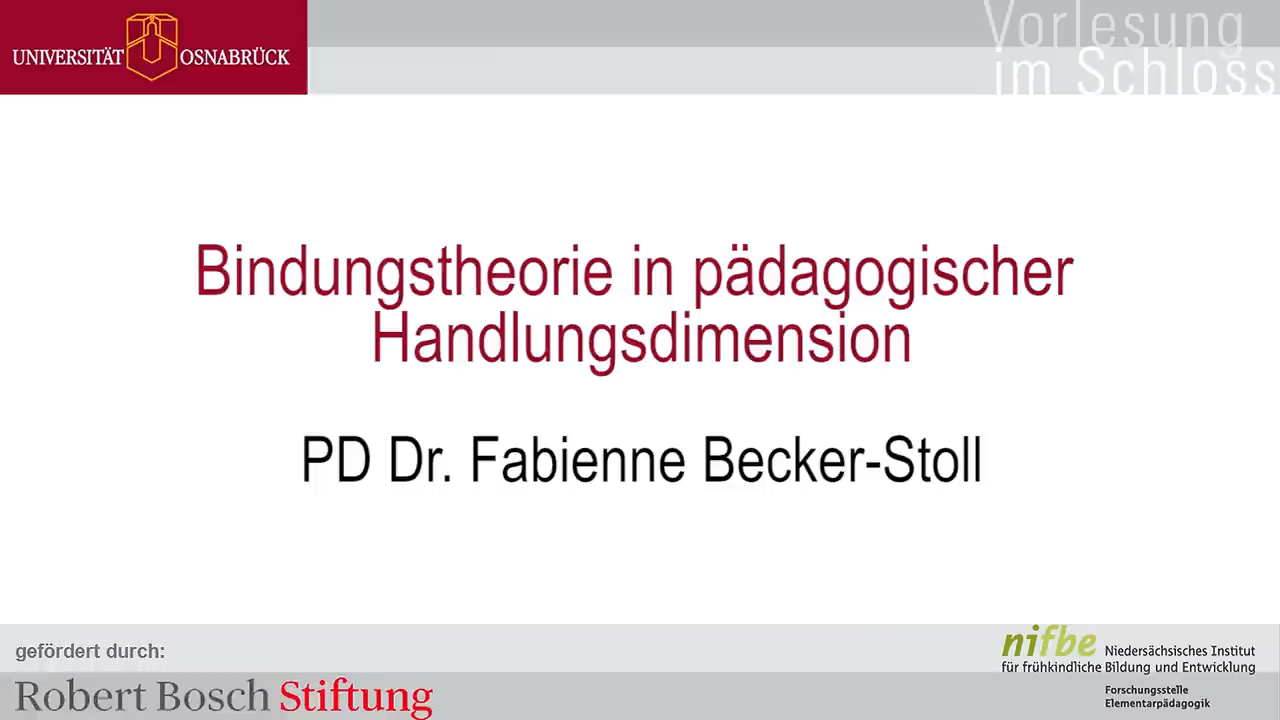 UNIVERSITÄT OSNABRÜCK
Vorlesung
im Schloss
Bindungstheorie in pädagogischer
Handlungsdimension
PD Dr. Fabienne Becker-Stoll
gefördert durch:
Robert Bosch Stiftung
nifbe Niedersächsisches Institut
für frühkindliche Bildung und Entwicklung
Forschungsstelle
Elementarpädagogik